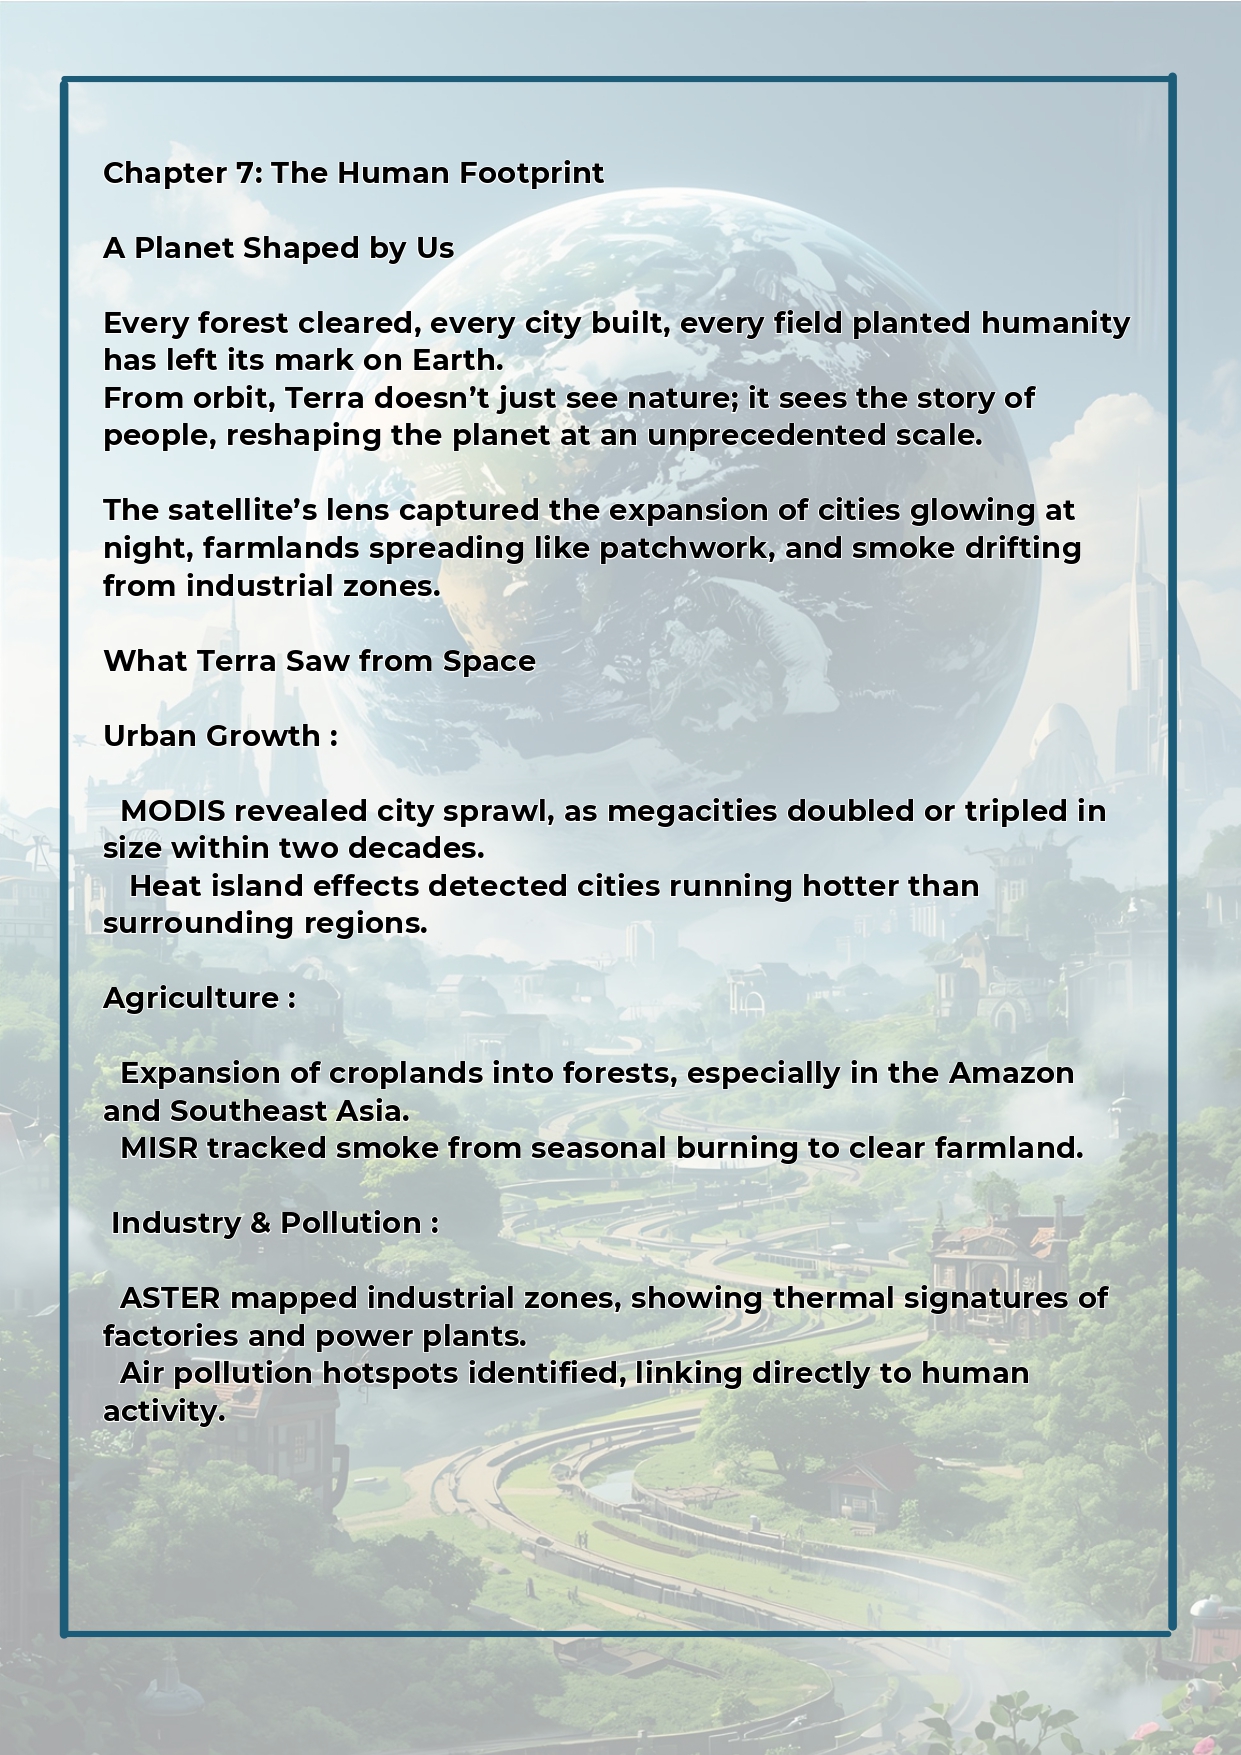 Chapter 7: The Human Footprint
A Planet Shaped by Us
Every forest cleared, every city built, every field planted humanity
has left its mark on Earth.
From orbit, Terra doesn’t just see nature; it sees the story of
people, reshaping the planet at an unprecedented scale.
The satellite’s lens captured the expansion of cities glowing at
night, farmlands spreading like patchwork, and smoke drifting
from industrial zones.
What Terra Saw from Space
Urban Growth :
MODIS revealed city sprawl, as megacities doubled or tripled in
size within two decades.
Heat island effects detected cities running hotter than
surrounding regions.
Agriculture :
Expansion of croplands into forests, especially in the Amazon
and Southeast Asia.
MISR tracked smoke from seasonal burning to clear farmland.
Industry & Pollution :
ASTER mapped industrial zones, showing thermal signatures of
factories and power plants.
Air pollution hotspots identified, linking directly to human
activity.